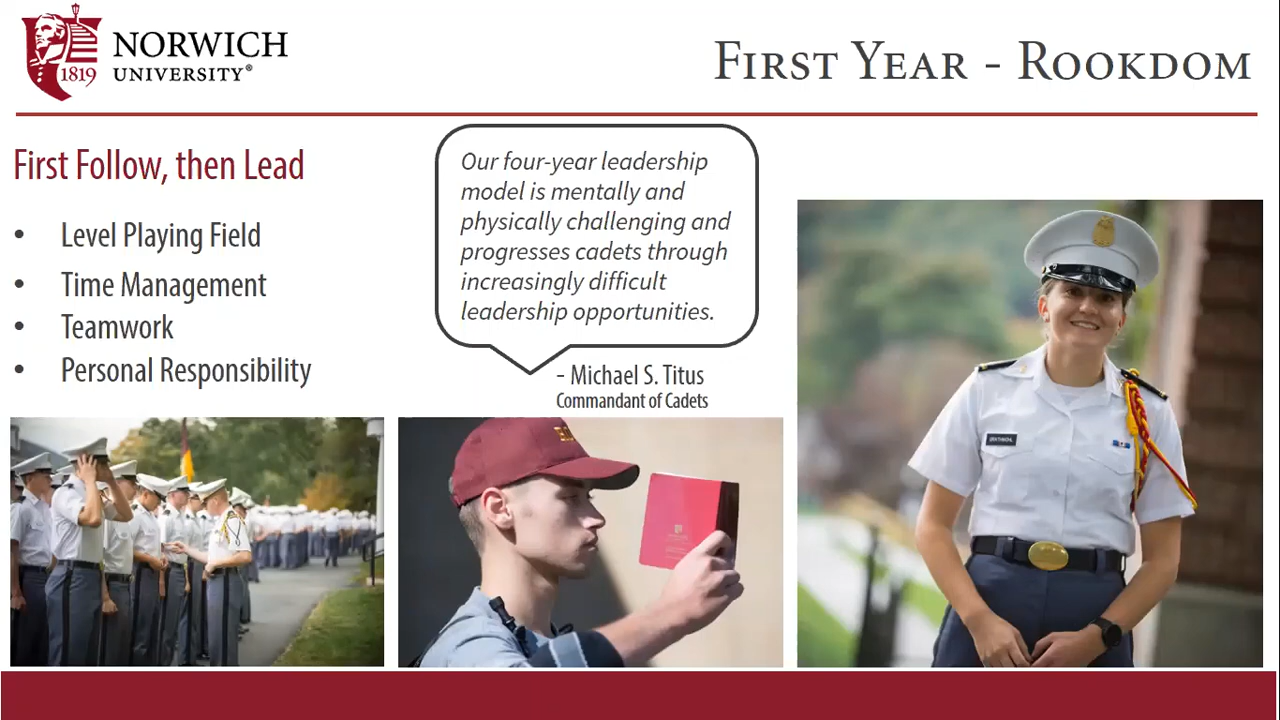 NORWICH
UNIVERSITY®
1819
FIRST YEAR - ROOKDOM
First Follow, then Lead
• Level Playing Field
• Time Management
• Teamwork
• Personal Responsibility
Our four-year leadership
model is mentally and
physically challenging and
progresses cadets through
increasingly difficult
leadership opportunities.
- Michael S. Titus
Commandant of Cadets